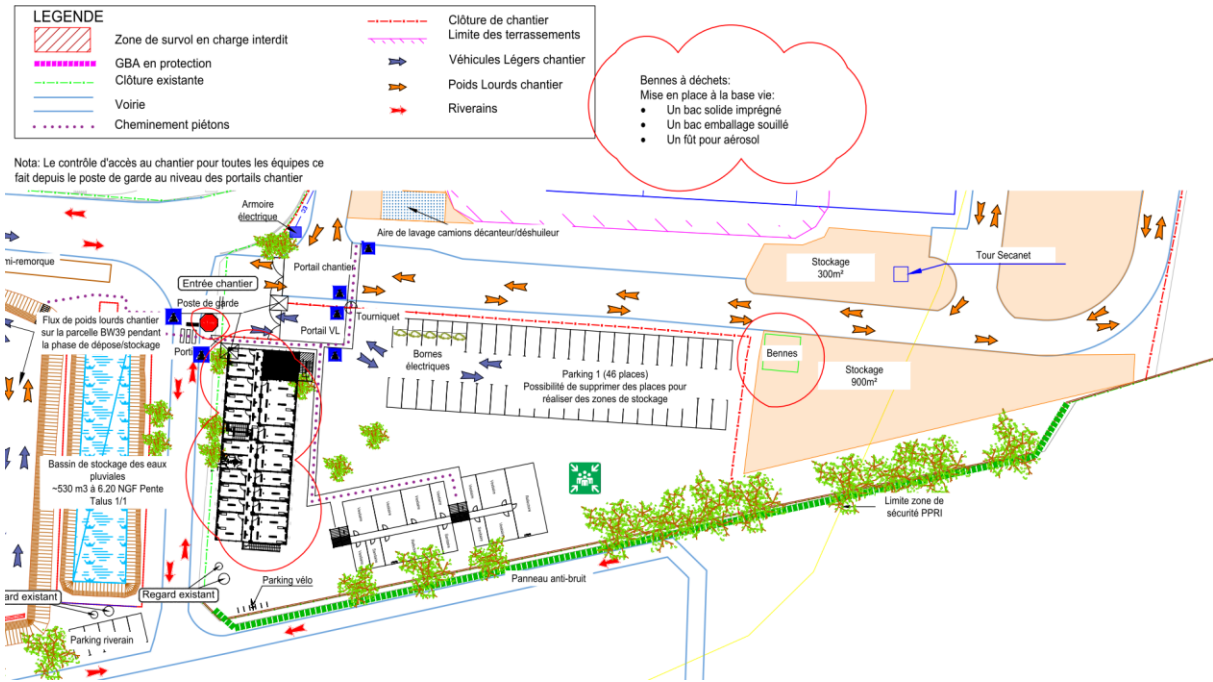 LEGENDE
Zone de survol en charge interdit
GBA en protection
Clôture existante
Voirie
Cheminement piétons
Clôture de chantier
Limite des terrassements
Véhicules Légers chantier
Poids Lourds chantier
Riverains
Bennes à déchets:
Mise en place à la base vie:
• Un bac solide imprégné
• Un bac emballage souillé
• Un fût pour aérosol
Nota: Le contrôle d'accès au chantier pour toutes les équipes ce
fait depuis le poste de garde au niveau des portails chantier
Armoire
électrique
Aire de lavage camions décanteur/déshuileur
mi-remorque
Portail chantier
Entrée chantier
Poste de garde
Tourniquet
Portail VL
Flux de poids lourds chantier
sur la parcelle BW39 pendant
la phase de dépose/stockage
Porti
Bornes
électriques
Parking 1 (46 places)
Possibilité de supprimer des places pour
réaliser des zones de stockage
Stockage
300m²
Tour Secanet
Bennes
Stockage
900m²
Bassin de stockage des eaux
pluviales
~530 m3 à 6.20 NGF Pente
Talus 1/1
Limite zone de
sécurité PPRI
Panneau anti-bruit
Parking vélo
Regard existant
ard existant
Parking riverain